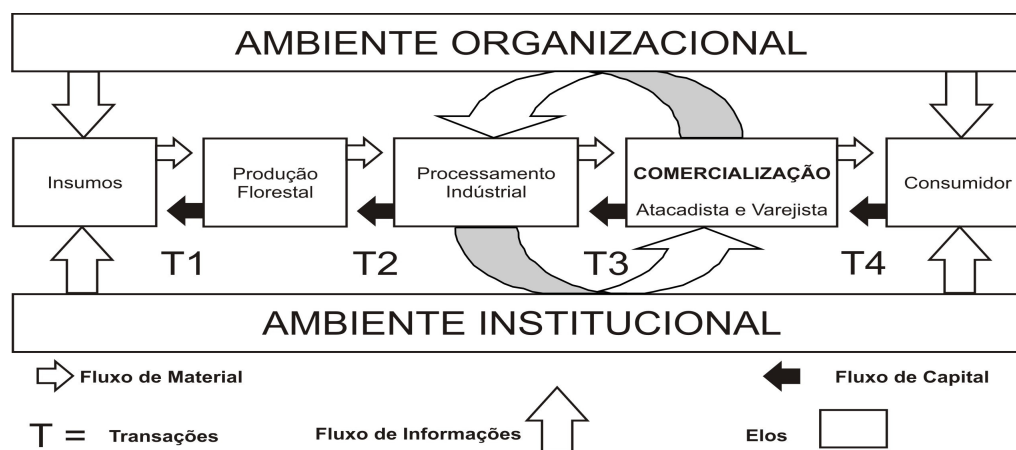 AMBIENTE ORGANIZACIONAL
Insumos
Produção
Florestal
Processamento
Indústrial
COMERCIALIZAÇÃO
Atacadista e Varejista
Consumidor
T1
T2
T3
T4
AMBIENTE INSTITUCIONAL
Fluxo de Material
Fluxo de Capital
T = Transações
Fluxo de Informações
Elos